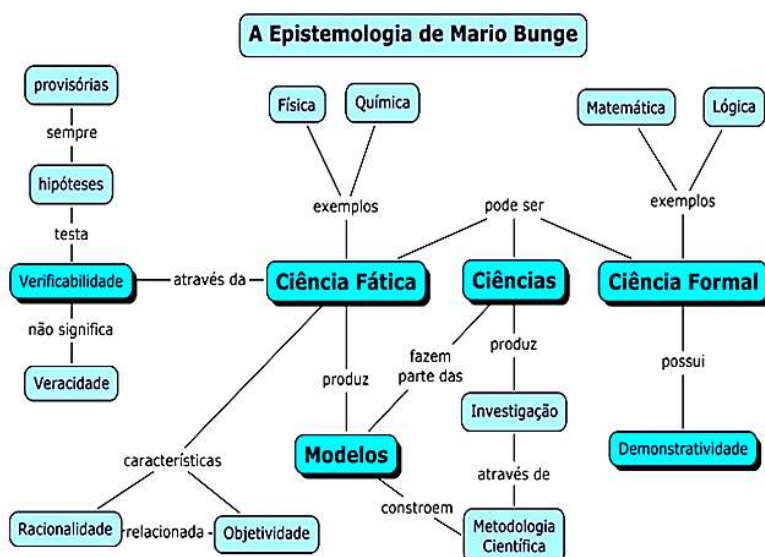 A Epistemologia de Mario Bunge
provisórias
Física
Química
Matemática
Lógica
sempre
hipóteses
exemplos
pode ser
exemplos
testa
Verificabilidade
através da
Ciência Fática
Ciências
Ciência Formal
não significa
fazem
parte das
produz
produz
possui
Veracidade
Investigação
Modelos
Demonstratividade
características
através de
constroem
Racionalidade
relacionada
Objetividade
Metodologia
Científica